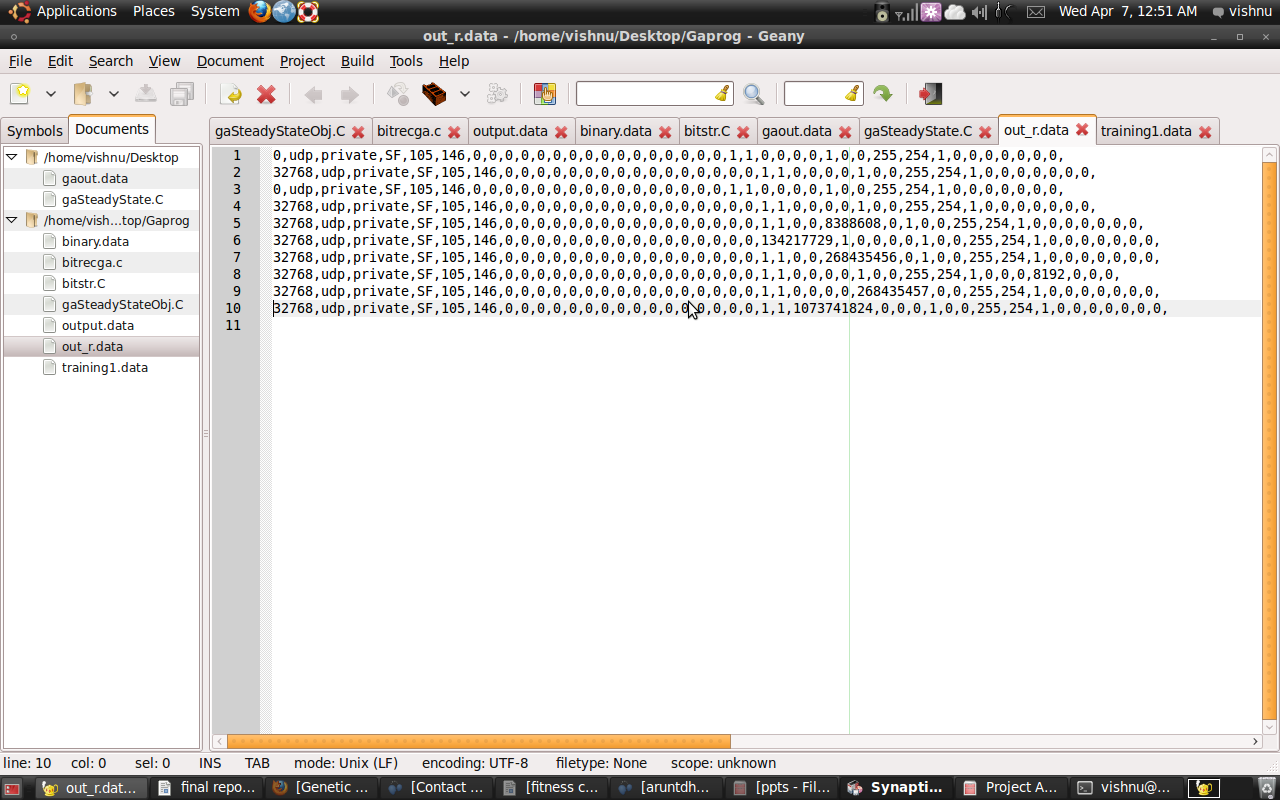 Applications Places System Wed Apr 7, 12:51 AM vishnu
out_r.data - /home/vishnu/Desktop/Gaprog - Geany
File Edit Search View Document Project Build Tools Help
Symbols Documents gaSteadyStateObj.C bitrecga.c output.data binary.data bitstr.C gaout.data gaSteadyState.C out_r.data training1.data
/home/vishnu/Desktop
gaout.data
gaSteadyState.C
/home/vish...top/Gaprog
binary.data
bitrecga.c
bitstr.C
gaSteadyStateObj.C
output.data
out_r.data
training1.data
1 0,udp,private,SF,105,146,0,0,0,0,0,0,0,0,0,0,0,0,0,0,0,0,1,1,0,0,0,0,1,0,0,255,254,1,0,0,0,0,0,0,0,
2 32768,udp,private,SF,105,146,0,0,0,0,0,0,0,0,0,0,0,0,0,0,0,0,1,1,0,0,0,0,1,0,0,255,254,1,0,0,0,0,0,0,0,
3 0,udp,private,SF,105,146,0,0,0,0,0,0,0,0,0,0,0,0,0,0,0,0,1,1,0,0,0,0,1,0,0,255,254,1,0,0,0,0,0,0,0,
4 32768,udp,private,SF,105,146,0,0,0,0,0,0,0,0,0,0,0,0,0,0,0,0,1,1,0,0,0,0,1,0,0,255,254,1,0,0,0,0,0,0,0,
5 32768,udp,private,SF,105,146,0,0,0,0,0,0,0,0,0,0,0,0,0,0,0,0,1,1,0,0,8388608,0,1,0,0,255,254,1,0,0,0,0,0,0,0,
6 32768,udp,private,SF,105,146,0,0,0,0,0,0,0,0,0,0,0,0,0,0,0,0,134217729,1,0,0,0,0,1,0,0,255,254,1,0,0,0,0,0,0,0,
7 32768,udp,private,SF,105,146,0,0,0,0,0,0,0,0,0,0,0,0,0,0,0,0,1,1,0,0,268435456,0,1,0,0,255,254,1,0,0,0,0,0,0,0,
8 32768,udp,private,SF,105,146,0,0,0,0,0,0,0,0,0,0,0,0,0,0,0,0,1,1,0,0,0,0,1,0,0,255,254,1,0,0,0,8192,0,0,0,
9 32768,udp,private,SF,105,146,0,0,0,0,0,0,0,0,0,0,0,0,0,0,0,0,1,1,0,0,0,0,268435457,0,0,255,254,1,0,0,0,0,0,0,0,
10 32768,udp,private,SF,105,146,0,0,0,0,0,0,0,0,0,0,0,0,0,0,0,0,1,1,1073741824,0,0,0,1,0,0,255,254,1,0,0,0,0,0,0,0,
11
line: 10 col: 0 sel: 0 INS TAB mode: Unix (LF) encoding: UTF-8 filetype: None scope: unknown
out_r.dat... final repo... [Genetic ... [Contact ... [fitness c... [aruntdh... [ppts - Fil... Synapti... Project A... vishnu@...